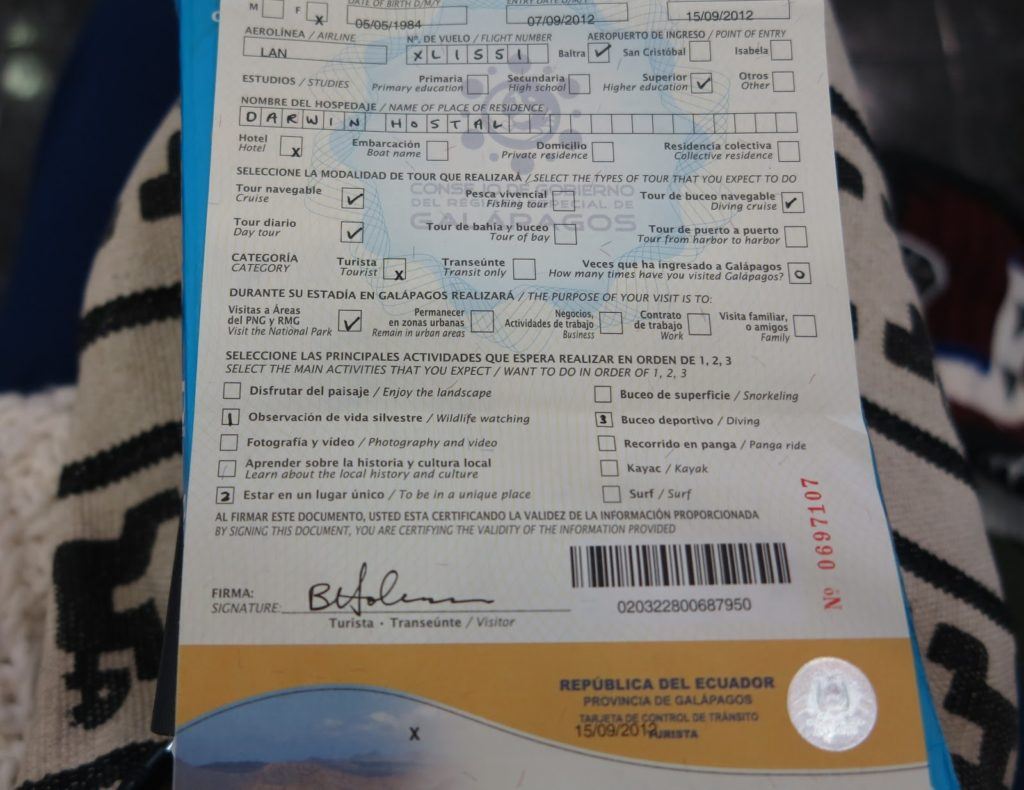 M F X DATE OF BIRTH D/M/Y ENTRY DATE D/M/Y
05/05/1984 07/09/2012 15/09/2012
AEROLÍNEA / AIRLINE Nº. DE VUELO / FLIGHT NUMBER AEROPUERTO DE INGRESO / POINT OF ENTRY
LAN XL1551 Baltra ✓ San Cristóbal Isabela
ESTUDIOS / STUDIES Primaria Secundaria Superior ✓ Otros
Primary education High school Higher education Other
NOMBRE DEL HOSPEDAJE / NAME OF PLACE OF RESIDENCE
DARWIN HOSTAL
Hotel X Embarcación Domicilio Residencia colectiva
Hotel Boat name Private residence Collective residence
SELECCIONE LA MODALIDAD DE TOUR QUE REALIZARÁ / SELECT THE TYPES OF TOUR THAT YOU EXPECT TO DO
Tour navegable ✓ Pesca vivencial Tour de buceo navegable ✓
Cruise Fishing tour Diving cruise
CONSEJO DE GOBIERNO
DEL RÉGIMEN ESPECIAL DE
GALÁPAGOS
Tour diario ✓ Tour de bahía y buceo Tour de puerto a puerto
Day tour Tour of bay Tour from harbor to harbor
CATEGORÍA Turista X Transeúnte Veces que ha ingresado a Galápagos 0
CATEGORY Tourist Transit only How many times have you visited Galápagos?
DURANTE SU ESTADÍA EN GALÁPAGOS REALIZARÁ / THE PURPOSE OF YOUR VISIT IS TO:
Visitas a Áreas del PNG y RMG ✓ Permanecer en zonas urbanas Negocios, Actividades de trabajo Contrato de trabajo Visita familiar, o amigos
Visit the National Park Remain in urban areas Business Work Family
SELECCIONE LAS PRINCIPALES ACTIVIDADES QUE ESPERA REALIZAR EN ORDEN DE 1, 2, 3
SELECT THE MAIN ACTIVITIES THAT YOU EXPECT / WANT TO DO IN ORDER OF 1, 2, 3
Disfrutar del paisaje / Enjoy the landscape Buceo de superficie / Snorkeling
1 Observación de vida silvestre / Wildlife watching 3 Buceo deportivo / Diving
Fotografía y vídeo / Photography and video Recorrido en panga / Panga ride
Aprender sobre la historia y cultura local Kayac / Kayak
Learn about the local history and culture
2 Estar en un lugar único / To be in a unique place Surf / Surf
AL FIRMAR ESTE DOCUMENTO, USTED ESTA CERTIFICANDO LA VALIDEZ DE LA INFORMACIÓN PROPORCIONADA
BY SIGNING THIS DOCUMENT, YOU ARE CERTIFYING THE VALIDITY OF THE INFORMATION PROVIDED
Nº 0697107
FIRMA:
SIGNATURE:
020322800687950
Turista · Transeúnte / Visitor
REPÚBLICA DEL ECUADOR
PROVINCIA DE GALÁPAGOS
TARJETA DE CONTROL DE TRÁNSITO
15/09/2012 TURISTA
X